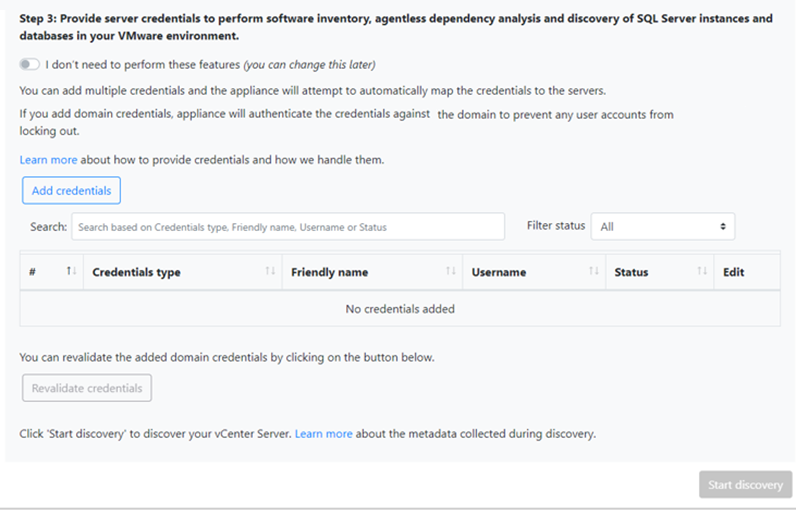 Step 3: Provide server credentials to perform software inventory, agentless dependency analysis and discovery of SQL Server instances and
databases in your VMware environment.
I don't need to perform these features (you can change this later)
You can add multiple credentials and the appliance will attempt to automatically map the credentials to the servers.
If you add domain credentials, appliance will authenticate the credentials against the domain to prevent any user accounts from
locking out.
Learn more about how to provide credentials and how we handle them.
Add credentials
Search: Search based on Credentials type, Friendly name, Username or Status Filter status All
# Credentials type Friendly name Username Status Edit
No credentials added
You can revalidate the added domain credentials by clicking on the button below.
Revalidate credentials
Click 'Start discovery' to discover your vCenter Server. Learn more about the metadata collected during discovery.
Start discovery